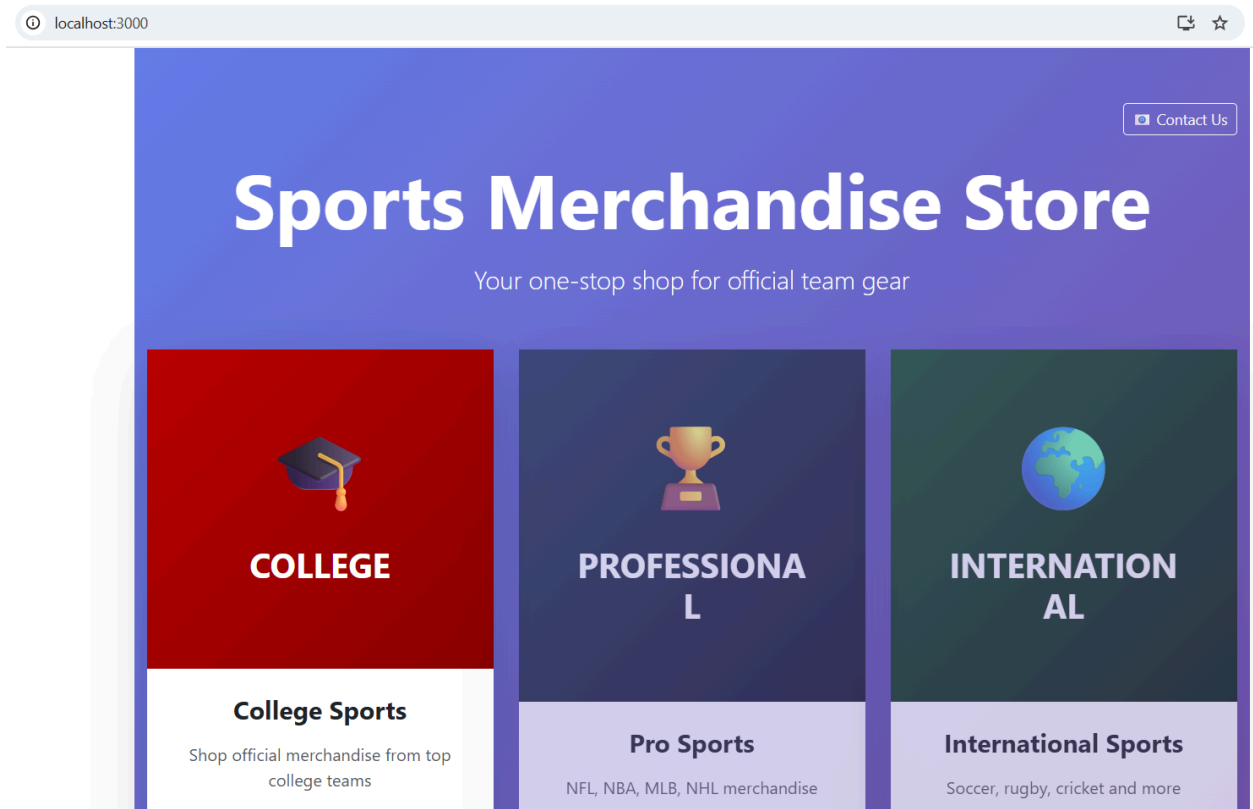 localhost:3000
Contact Us
Sports Merchandise Store
Your one-stop shop for official team gear
COLLEGE
College Sports
Shop official merchandise from top
college teams
PROFESSIONA
L
Pro Sports
NFL, NBA, MLB, NHL merchandise
INTERNATION
AL
International Sports
Soccer, rugby, cricket and more